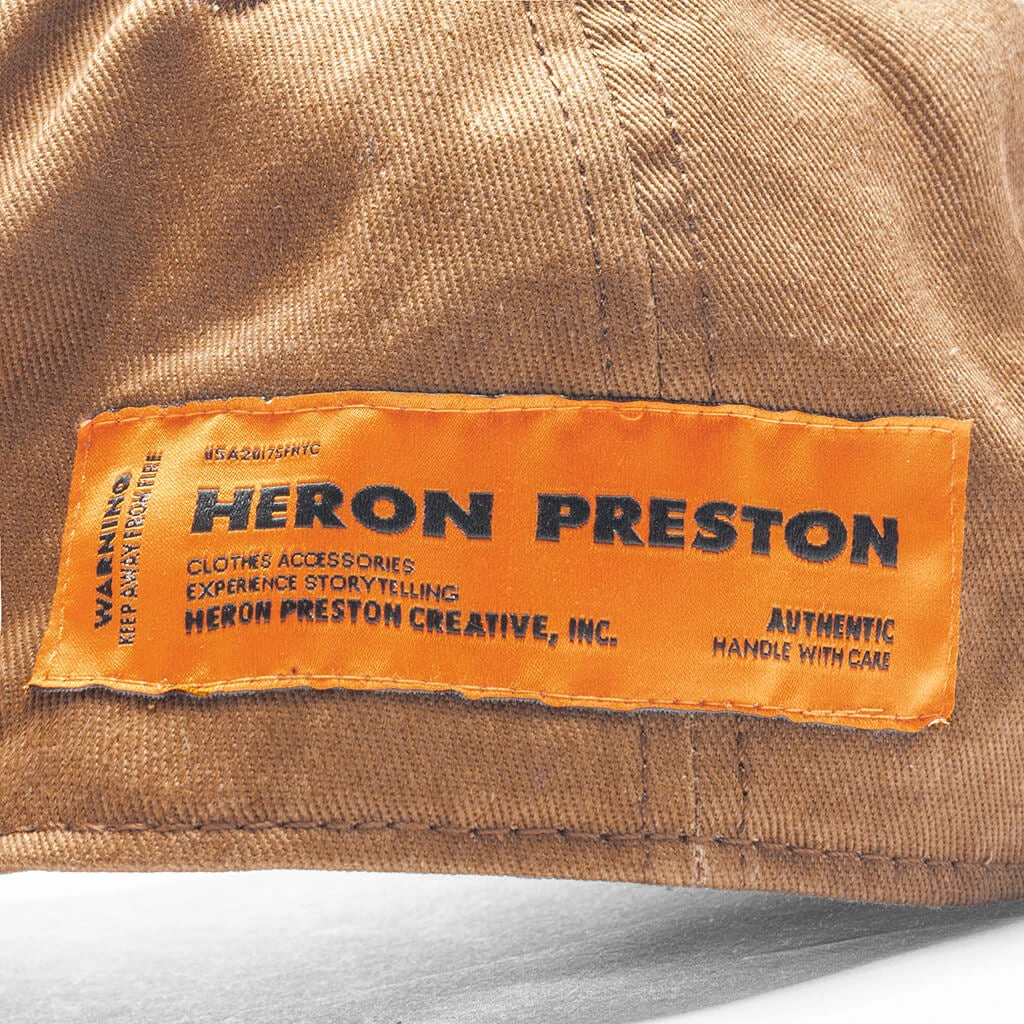 WARNING
KEEP AWAY FROM FIRE
USA2017SFNYC
HERON PRESTON
CLOTHES ACCESSORIES
EXPERIENCE STORYTELLING
HERON PRESTON CREATIVE, INC.
AUTHENTIC
HANDLE WITH CARE